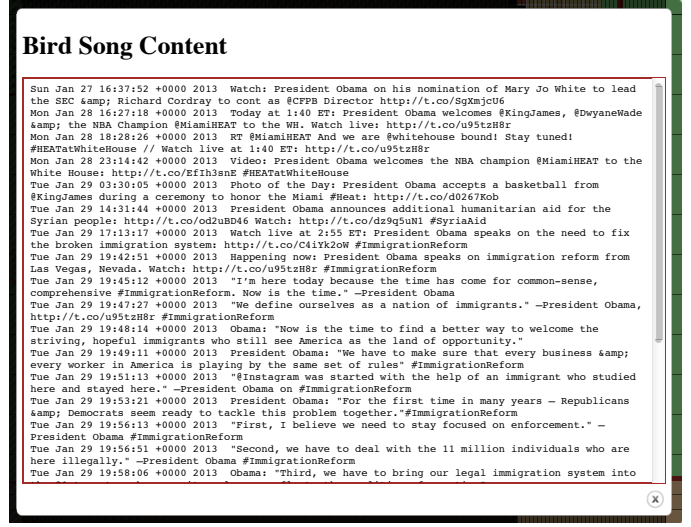 Bird Song Content
Sun Jan 27 16:37:52 +0000 2013  Watch: President Obama on his nomination of Mary Jo White to lead
the SEC &amp; Richard Cordray to cont as @CFPB Director http://t.co/SgXmjcU6
Mon Jan 28 16:27:18 +0000 2013  Today at 1:40 ET: President Obama welcomes @KingJames, @DwyaneWade
&amp; the NBA Champion @MiamiHEAT to the WH. Watch live: http://t.co/u95tzH8r
Mon Jan 28 18:28:26 +0000 2013  RT @MiamiHEAT And we are @whitehouse bound! Stay tuned!
#HEATatWhiteHouse // Watch live at 1:40 ET: http://t.co/u95tzH8r
Mon Jan 28 23:14:42 +0000 2013  Video: President Obama welcomes the NBA champion @MiamiHEAT to the
White House: http://t.co/EfIh3snE #HEATatWhiteHouse
Tue Jan 29 03:30:05 +0000 2013  Photo of the Day: President Obama accepts a basketball from
@KingJames during a ceremony to honor the Miami #Heat: http://t.co/d0267Kob
Tue Jan 29 14:31:44 +0000 2013  President Obama announces additional humanitarian aid for the
Syrian people: http://t.co/od2uBD46 Watch: http://t.co/dz9q5uN1 #SyriaAid
Tue Jan 29 17:13:17 +0000 2013  Watch live at 2:55 ET: President Obama speaks on the need to fix
the broken immigration system: http://t.co/C4iYk2oW #ImmigrationReform
Tue Jan 29 19:42:51 +0000 2013  Happening now: President Obama speaks on immigration reform from
Las Vegas, Nevada. Watch: http://t.co/u95tzH8r #ImmigrationReform
Tue Jan 29 19:45:12 +0000 2013  "I’m here today because the time has come for common-sense,
comprehensive #ImmigrationReform. Now is the time." —President Obama
Tue Jan 29 19:47:27 +0000 2013  "We define ourselves as a nation of immigrants." —President Obama,
http://t.co/u95tzH8r #ImmigrationReform
Tue Jan 29 19:48:14 +0000 2013  Obama: "Now is the time to find a better way to welcome the
striving, hopeful immigrants who still see America as the land of opportunity."
Tue Jan 29 19:49:11 +0000 2013  President Obama: "We have to make sure that every business &amp;
every worker in America is playing by the same set of rules" #ImmigrationReform
Tue Jan 29 19:51:13 +0000 2013  "@Instagram was started with the help of an immigrant who studied
here and stayed here." —President Obama on #ImmigrationReform
Tue Jan 29 19:53:21 +0000 2013  President Obama: "For the first time in many years — Republicans
&amp; Democrats seem ready to tackle this problem together."#ImmigrationReform
Tue Jan 29 19:56:13 +0000 2013  "First, I believe we need to stay focused on enforcement." —
President Obama #ImmigrationReform
Tue Jan 29 19:56:51 +0000 2013  "Second, we have to deal with the 11 million individuals who are
here illegally." —President Obama #ImmigrationReform
Tue Jan 29 19:58:06 +0000 2013  Obama: "Third, we have to bring our legal immigration system into